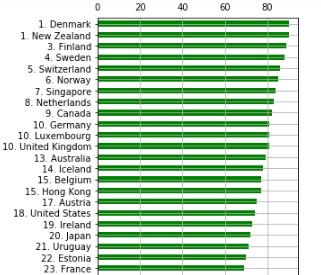 0 20 40 60 80
1. Denmark
1. New Zealand
3. Finland
4. Sweden
5. Switzerland
6. Norway
7. Singapore
8. Netherlands
9. Canada
10. Germany
10. Luxembourg
10. United Kingdom
13. Australia
14. Iceland
15. Belgium
15. Hong Kong
17. Austria
18. United States
19. Ireland
20. Japan
21. Uruguay
22. Estonia
23. France